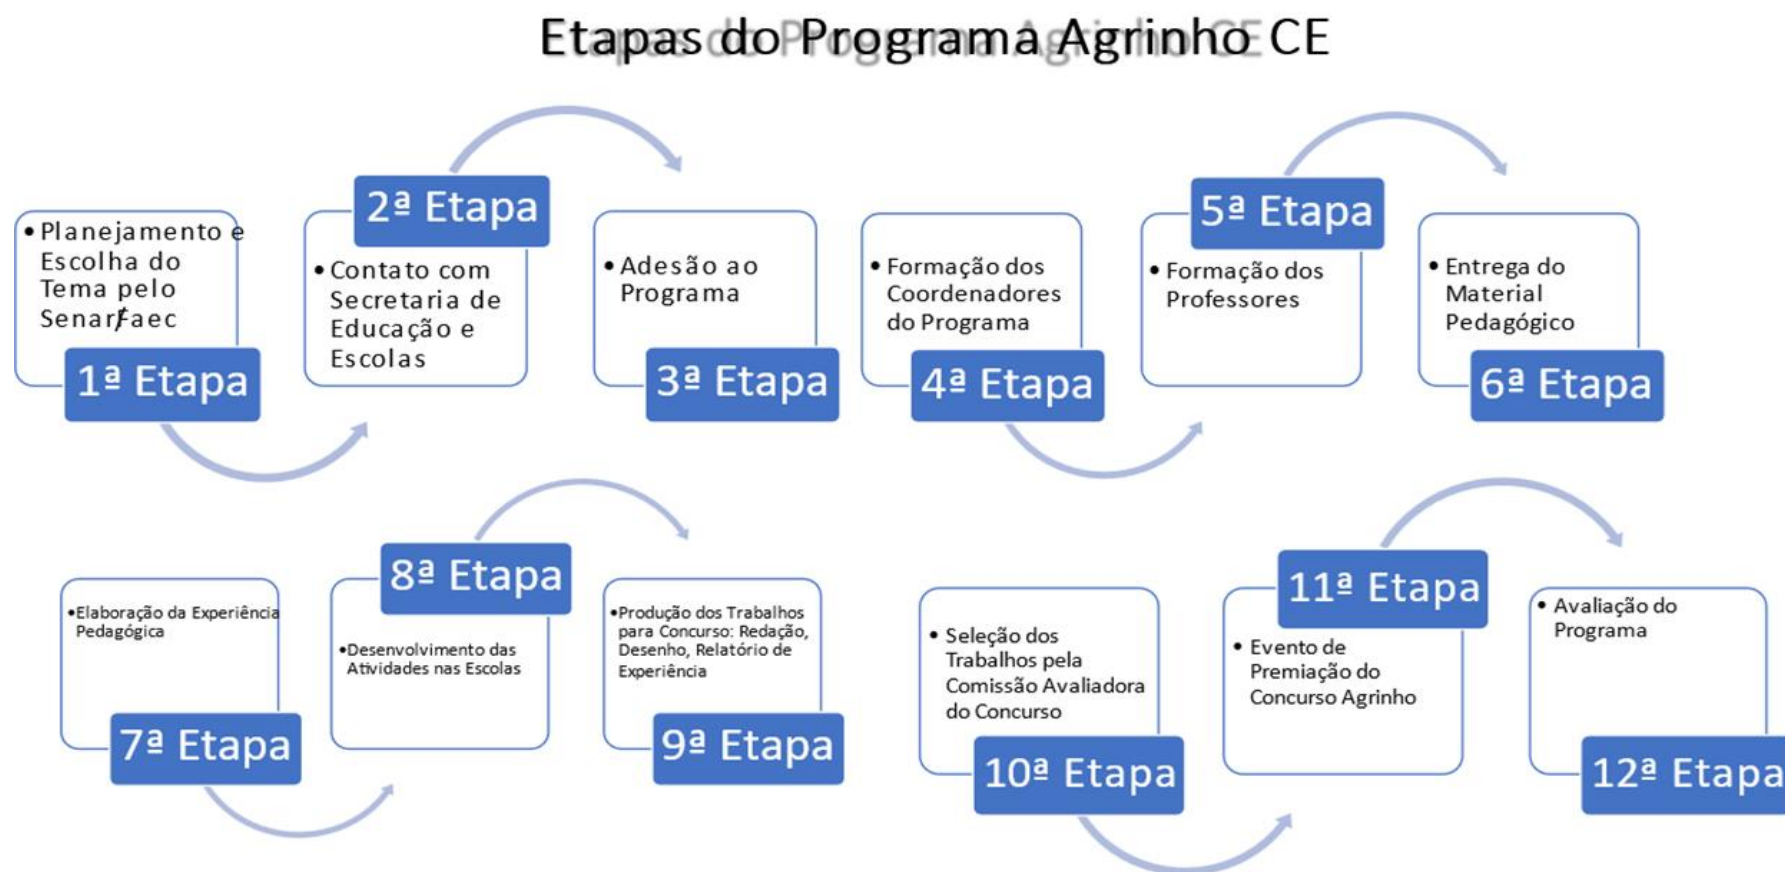 Etapas do Programa Agrinho CE
• Planejamento e
Escolha do
Tema pelo
Senar/Faec
1ª Etapa
2ª Etapa
• Contato com
Secretaria de
Educação e
Escolas
• Adesão ao
Programa
3ª Etapa
• Formação dos
Coordenadores
do Programa
4ª Etapa
5ª Etapa
• Formação dos
Professores
• Entrega do
Material
Pedagógico
6ª Etapa
•Elaboração da Experiência
Pedagógica
7ª Etapa
8ª Etapa
•Desenvolvimento das
Atividades nas Escolas
•Produção dos Trabalhos
para Concurso: Redação,
Desenho, Relatório de
Experiência
9ª Etapa
• Seleção dos
Trabalhos pela
Comissão Avaliadora
do Concurso
10ª Etapa
11ª Etapa
• Evento de
Premiação do
Concurso Agrinho
• Avaliação do
Programa
12ª Etapa